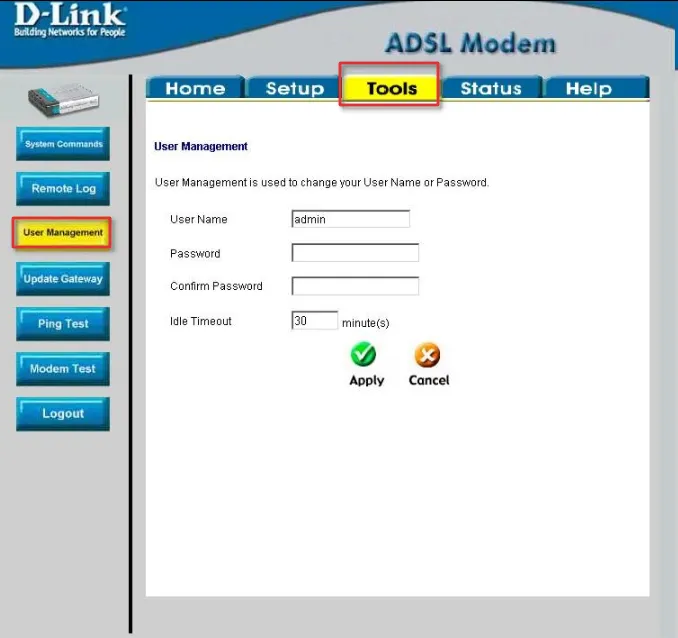 D-Link
Building Networks for People
ADSL Modem
Home Setup Tools Status Help
System Commands
Remote Log
User Management
Update Gateway
Ping Test
Modem Test
Logout
User Management
User Management is used to change your User Name or Password.
User Name admin
Password
Confirm Password
Idle Timeout 30 minute(s)
Apply Cancel